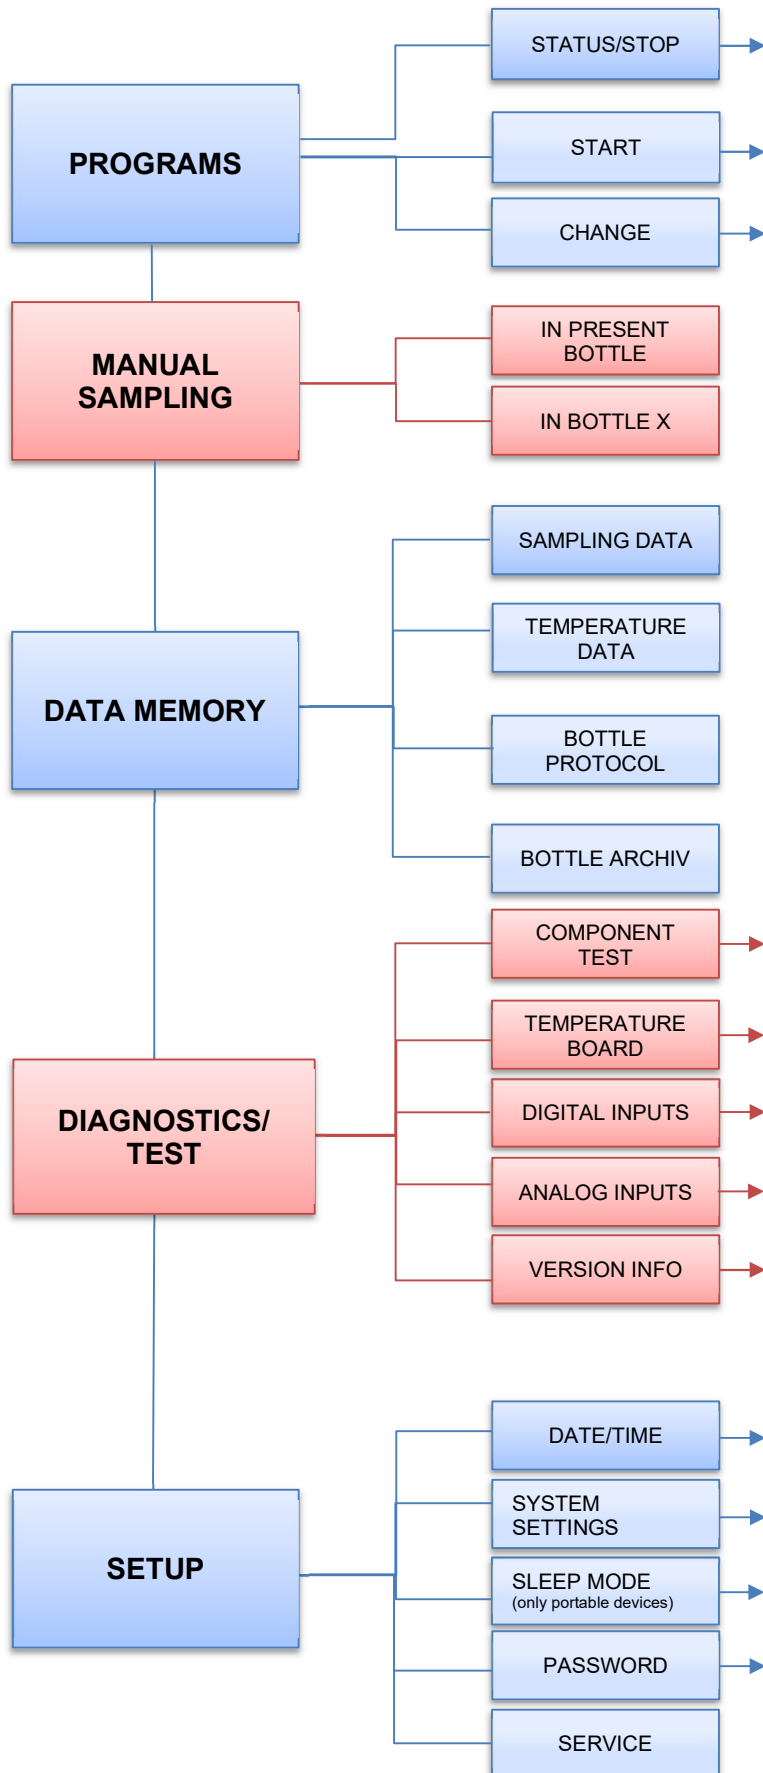 PROGRAMS
STATUS/STOP
START
CHANGE
MANUAL
SAMPLING
IN PRESENT
BOTTLE
IN BOTTLE X
DATA MEMORY
SAMPLING DATA
TEMPERATURE
DATA
BOTTLE
PROTOCOL
BOTTLE ARCHIV
DIAGNOSTICS/
TEST
COMPONENT
TEST
TEMPERATURE
BOARD
DIGITAL INPUTS
ANALOG INPUTS
VERSION INFO
SETUP
DATE/TIME
SYSTEM
SETTINGS
SLEEP MODE
(only portable devices)
PASSWORD
SERVICE